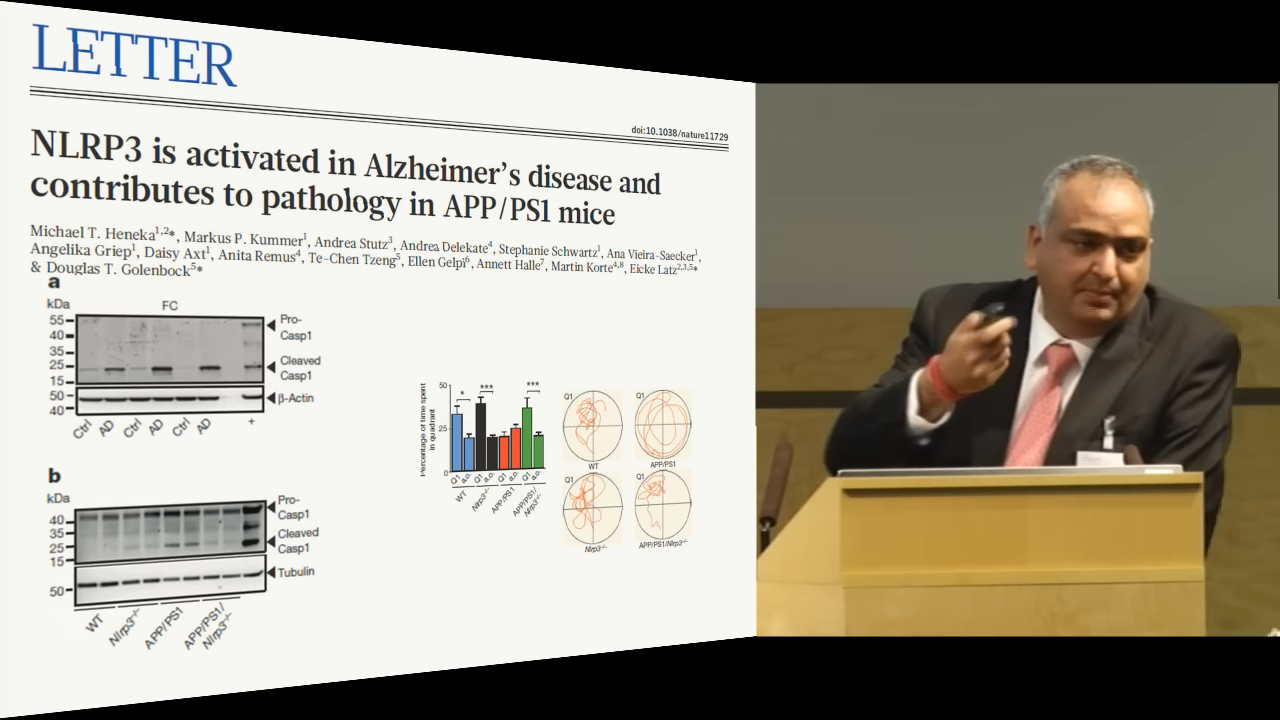 LETTER
doi:10.1038/nature11729
NLRP3 is activated in Alzheimer's disease and
contributes to pathology in APP/PS1 mice
Michael T. Heneka1,2*, Markus P. Kummer1, Andrea Stutz3, Andrea Delekate4, Stephanie Schwartz1, Ana Vieira-Saecker1,
Angelika Griep1, Daisy Axt1, Anita Remus4, Te-Chen Tzeng5, Ellen Gelpi6, Annett Halle7, Martin Korte4,8, Eicke Latz2,3,5*
& Douglas T. Golenbock5*
a
kDa
FC
55
40
35
25
15
50
40
Pro-
Casp1
Cleaved
Casp1
β-Actin
Ctrl AD Ctrl AD Ctrl AD +
b
kDa
40
35
25
15
50
Pro-
Casp1
Cleaved
Casp1
Tubulin
WT Nlrp3-/- APP/PS1 APP/PS1/
Nlrp3-/-
Percentage of time spent
in quadrant
50
25
0
* *** ***
Q1 a.o. Q1 a.o. Q1 a.o. Q1 a.o.
WT Nlrp3-/- APP/PS1 APP/PS1/
Nlrp3-/-
Q1 Q1
WT APP/PS1
Q1 Q1
Nlrp3-/- APP/PS1/Nlrp3-/-